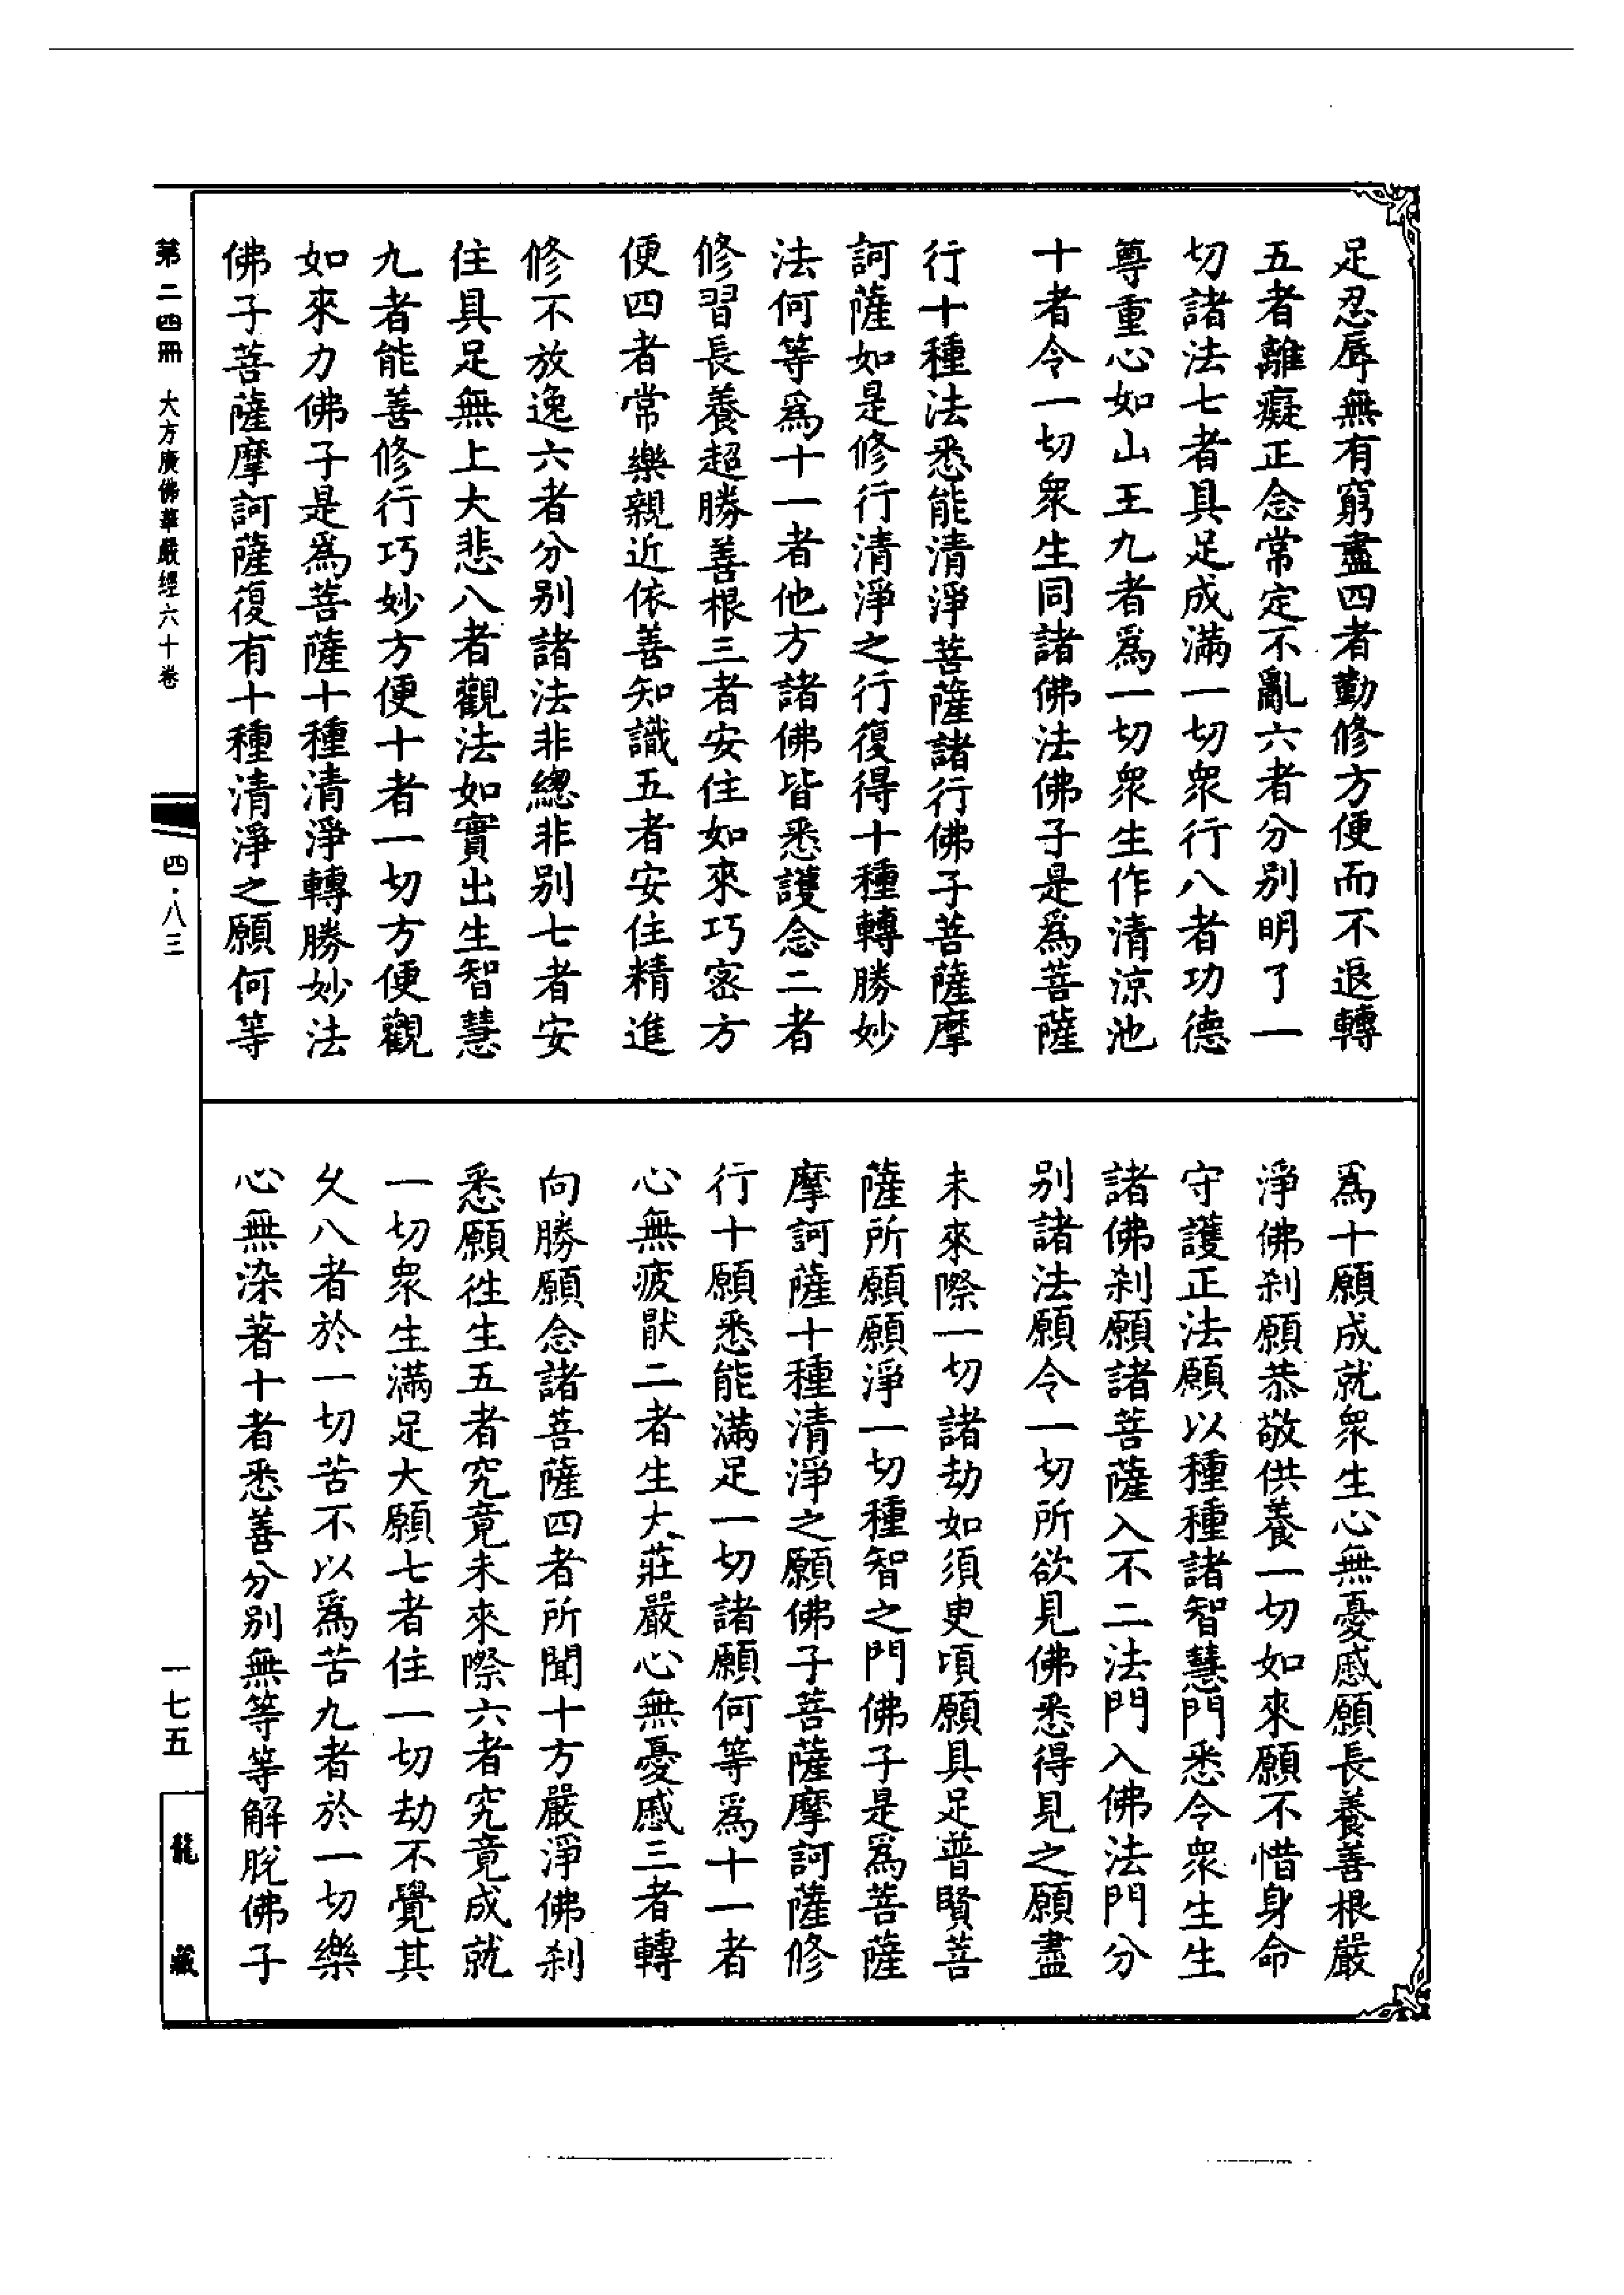 足忍辱無有窮盡四者勤修方便而不退轉
五者離癡正念常定不亂六者分别明了一
切諸法七者具足成滿一切衆行八者功德
尊重心如山王九者爲一切衆生作清涼池
十者令一切衆生同諸佛法佛子是爲菩薩
行十種法悉能清淨菩薩諸行佛子菩薩摩
訶薩如是修行清淨之行復得十種轉勝妙
法何等爲十一者他方諸佛皆悉護念二者
修習長養超勝善根三者安住如來巧密方
便四者常樂親近依善知識五者安住精進
修不放逸六者分别諸法非總非别七者安
住具足無上大悲八者觀法如實出生智慧
九者能善修行巧妙方便十者一切方便觀
如來力佛子是爲菩薩十種清淨轉勝妙法
佛子菩薩摩訶薩復有十種清淨之願何等
爲十願成就衆生心無憂慼願長養善根嚴
淨佛刹願恭敬供養一切如來願不惜身命
守護正法願以種種諸智慧門悉令衆生生
諸佛刹願諸菩薩入不二法門入佛法門分
别諸法願令一切所欲見佛悉得見之願盡
未來際一切諸劫如須臾頃願具足普賢菩
薩所願願淨一切種智之門佛子是爲菩薩
摩訶薩十種清淨之願佛子菩薩摩訶薩修
行十願悉能滿足一切諸願何等爲十一者
心無疲猒二者生大莊嚴心無憂慼三者轉
向勝願念諸菩薩四者所聞十方嚴淨佛刹
悉願徃生五者究竟未來際六者究竟成就
一切衆生滿足大願七者住一切劫不覺其
乆八者於一切苦不以爲苦九者於一切樂
心無染著十者悉善分别無等等解脫佛子
第二四冊 大方廣佛華嚴經六十卷
四·八三
一七五
龍藏